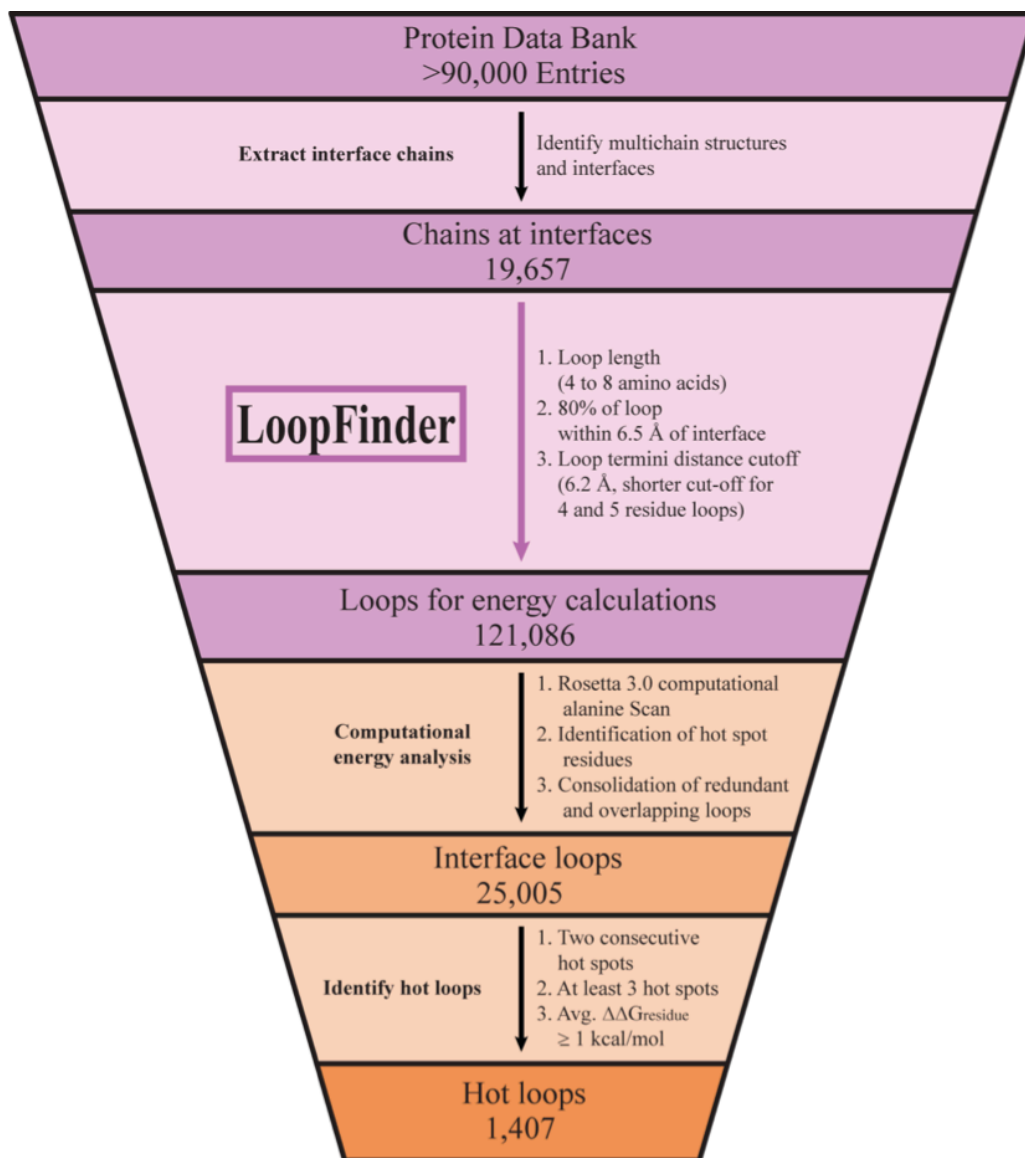 Protein Data Bank
>90,000 Entries
Extract interface chains
Identify multichain structures
and interfaces
Chains at interfaces
19,657
LoopFinder
1. Loop length
(4 to 8 amino acids)
2. 80% of loop
within 6.5 Å of interface
3. Loop termini distance cutoff
(6.2 Å, shorter cut-off for
4 and 5 residue loops)
Loops for energy calculations
121,086
Computational
energy analysis
1. Rosetta 3.0 computational
alanine Scan
2. Identification of hot spot
residues
3. Consolidation of redundant
and overlapping loops
Interface loops
25,005
Identify hot loops
1. Two consecutive
hot spots
2. At least 3 hot spots
3. Avg. ΔΔGresidue
≥ 1 kcal/mol
Hot loops
1,407